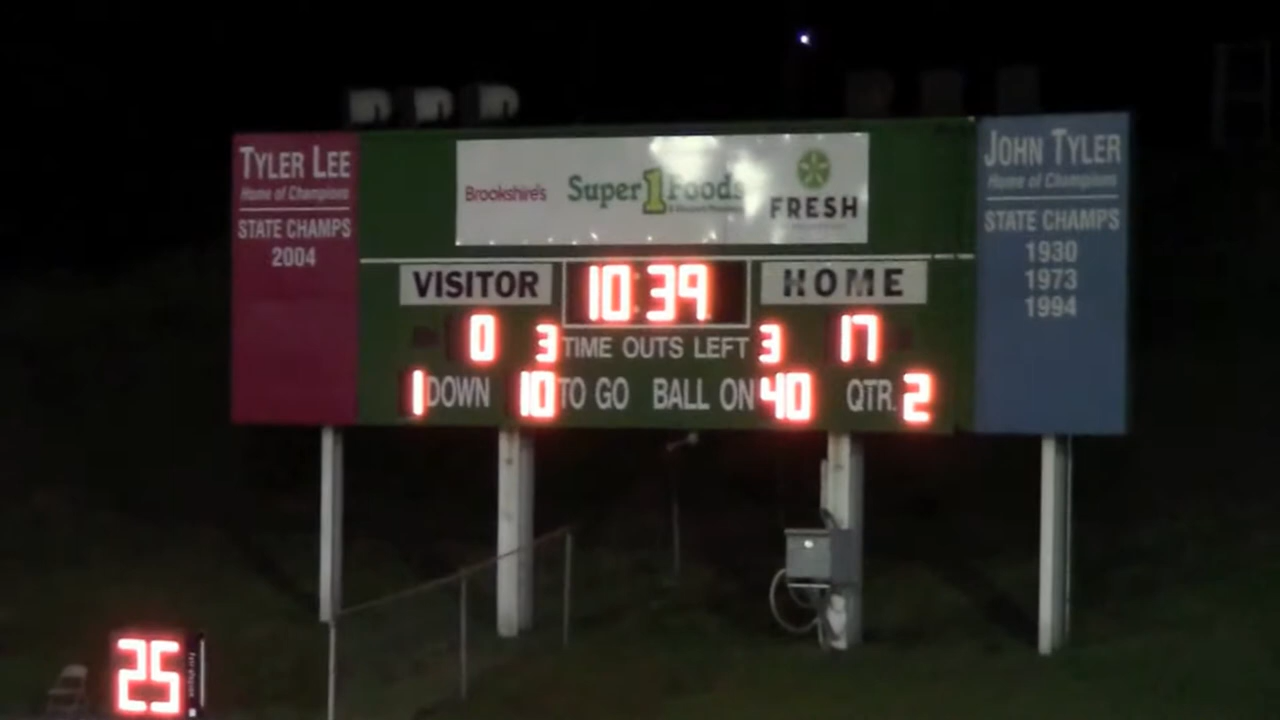 TYLER LEE
Home of Champions
STATE CHAMPS
2004
Brookshire's
Super 1 Foods
FRESH
JOHN TYLER
Home of Champions
STATE CHAMPS
1930
1973
1994
VISITOR
10:39
HOME
0
3 TIME OUTS LEFT 3
17
1 DOWN 10 TO GO BALL ON 40 QTR. 2
25